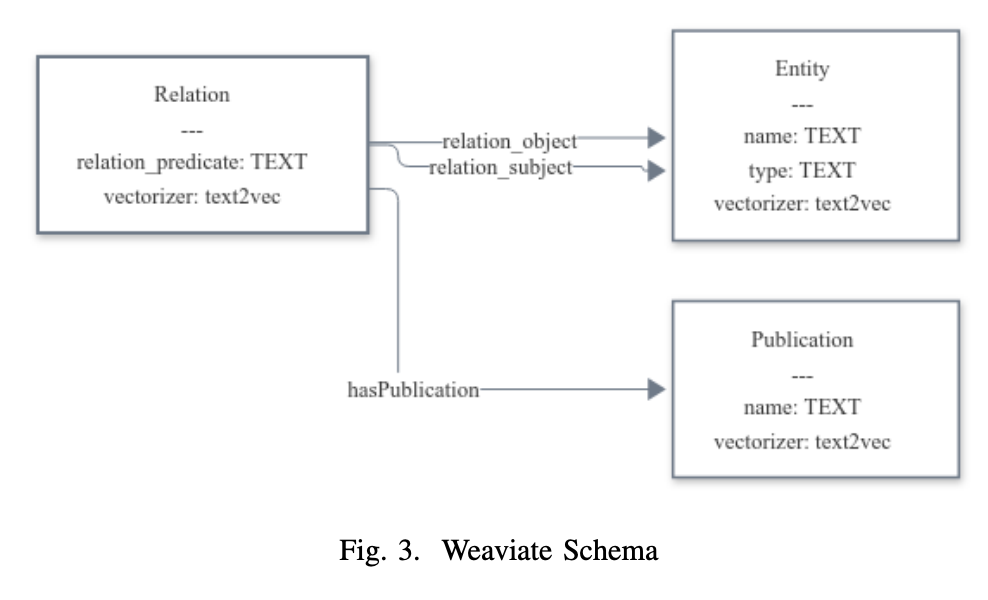 Relation
---
relation_predicate: TEXT
vectorizer: text2vec
relation_object
relation_subject
hasPublication
Entity
---
name: TEXT
type: TEXT
vectorizer: text2vec
Publication
---
name: TEXT
vectorizer: text2vec
Fig. 3. Weaviate Schema